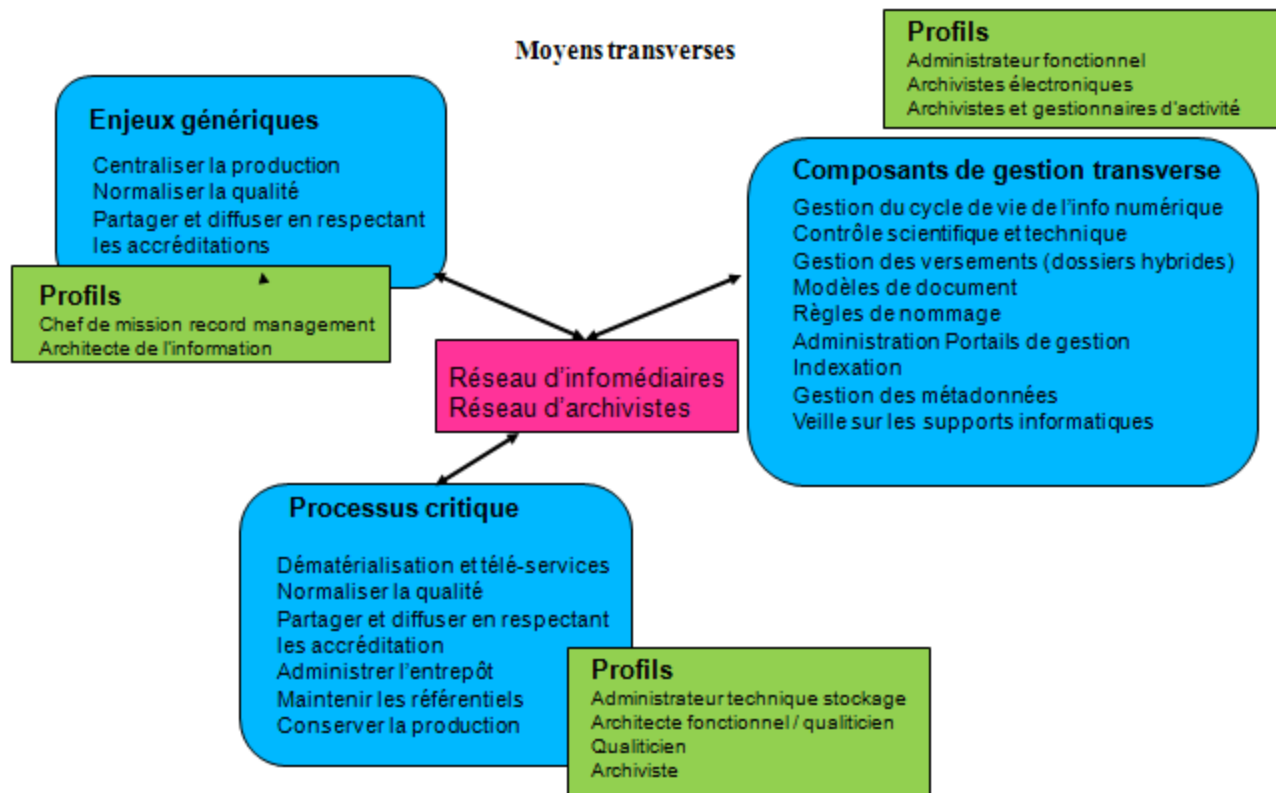 Moyens transverses
Profils
Administrateur fonctionnel
Archivistes électroniques
Archivistes et gestionnaires d'activité
Enjeux génériques
Centraliser la production
Normaliser la qualité
Partager et diffuser en respectant
les accréditations
Profils
Chef de mission record management
Architecte de l'information
Composants de gestion transverse
Gestion du cycle de vie de l'info numérique
Contrôle scientifique et technique
Gestion des versements (dossiers hybrides)
Modèles de document
Règles de nommage
Administration Portails de gestion
Indexation
Gestion des métadonnées
Veille sur les supports informatiques
Réseau d'infomédiaires
Réseau d'archivistes
Processus critique
Dématérialisation et télé-services
Normaliser la qualité
Partager et diffuser en respectant
les accréditation
Administrer l'entrepôt
Maintenir les référentiels
Conserver la production
Profils
Administrateur technique stockage
Architecte fonctionnel / qualiticien
Qualiticien
Archiviste